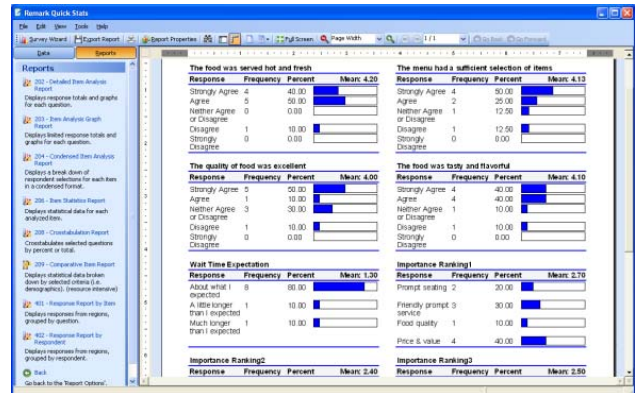 Remark Quick Stats
File Edit View Tools Help
Survey Wizard Export Report Report Properties Full Screen Page Width 1/1 Go Back Go Forward
Data Reports
Reports
202 - Detailed Item Analysis Report
Displays response totals and graphs for each question.
203 - Item Analysis Graph Report
Displays limited response totals and graphs for each question.
204 - Condensed Item Analysis Report
Displays a break down of respondent selections for each item in a condensed format.
206 - Item Statistics Report
Displays statistical data for each analyzed item.
208 - Crosstabulation Report
Crosstabulates selected questions by percent or total.
209 - Comparative Item Report
Displays statistical data broken down by selected criteria (i.e. demographics). (resource intensive)
401 - Response Report by Item
Displays responses from regions, grouped by question.
402 - Response Report by Respondent
Displays responses from regions, grouped by respondent.
Back
Go back to the 'Report Options'.
The food was served hot and fresh
Response Frequency Percent Mean: 4.20
Strongly Agree 4 40.00
Agree 5 50.00
Neither Agree 0 0.00
or Disagree
Disagree 1 10.00
Strongly 0 0.00
Disagree
The menu had a sufficient selection of items
Response Frequency Percent Mean: 4.13
Strongly Agree 4 50.00
Agree 2 25.00
Neither Agree 1 12.50
or Disagree
Disagree 1 12.50
Strongly 0 0.00
Disagree
The quality of food was excellent
Response Frequency Percent Mean: 4.00
Strongly Agree 5 50.00
Agree 1 10.00
Neither Agree 3 30.00
or Disagree
Disagree 1 10.00
Strongly 0 0.00
Disagree
The food was tasty and flavorful
Response Frequency Percent Mean: 4.10
Strongly Agree 4 40.00
Agree 4 40.00
Neither Agree 1 10.00
or Disagree
Disagree 1 10.00
Strongly 0 0.00
Disagree
Wait Time Expectation
Response Frequency Percent Mean: 1.30
About what I 8 80.00
expected
A little longer 1 10.00
than I expected
Much longer 1 10.00
than I expected
Importance Ranking1
Response Frequency Percent Mean: 2.70
Prompt seating 2 20.00
Friendly prompt 3 30.00
service
Food quality 1 10.00
Price & value 4 40.00
Importance Ranking2
Response Frequency Percent Mean: 2.40
Importance Ranking3
Response Frequency Percent Mean: 2.50